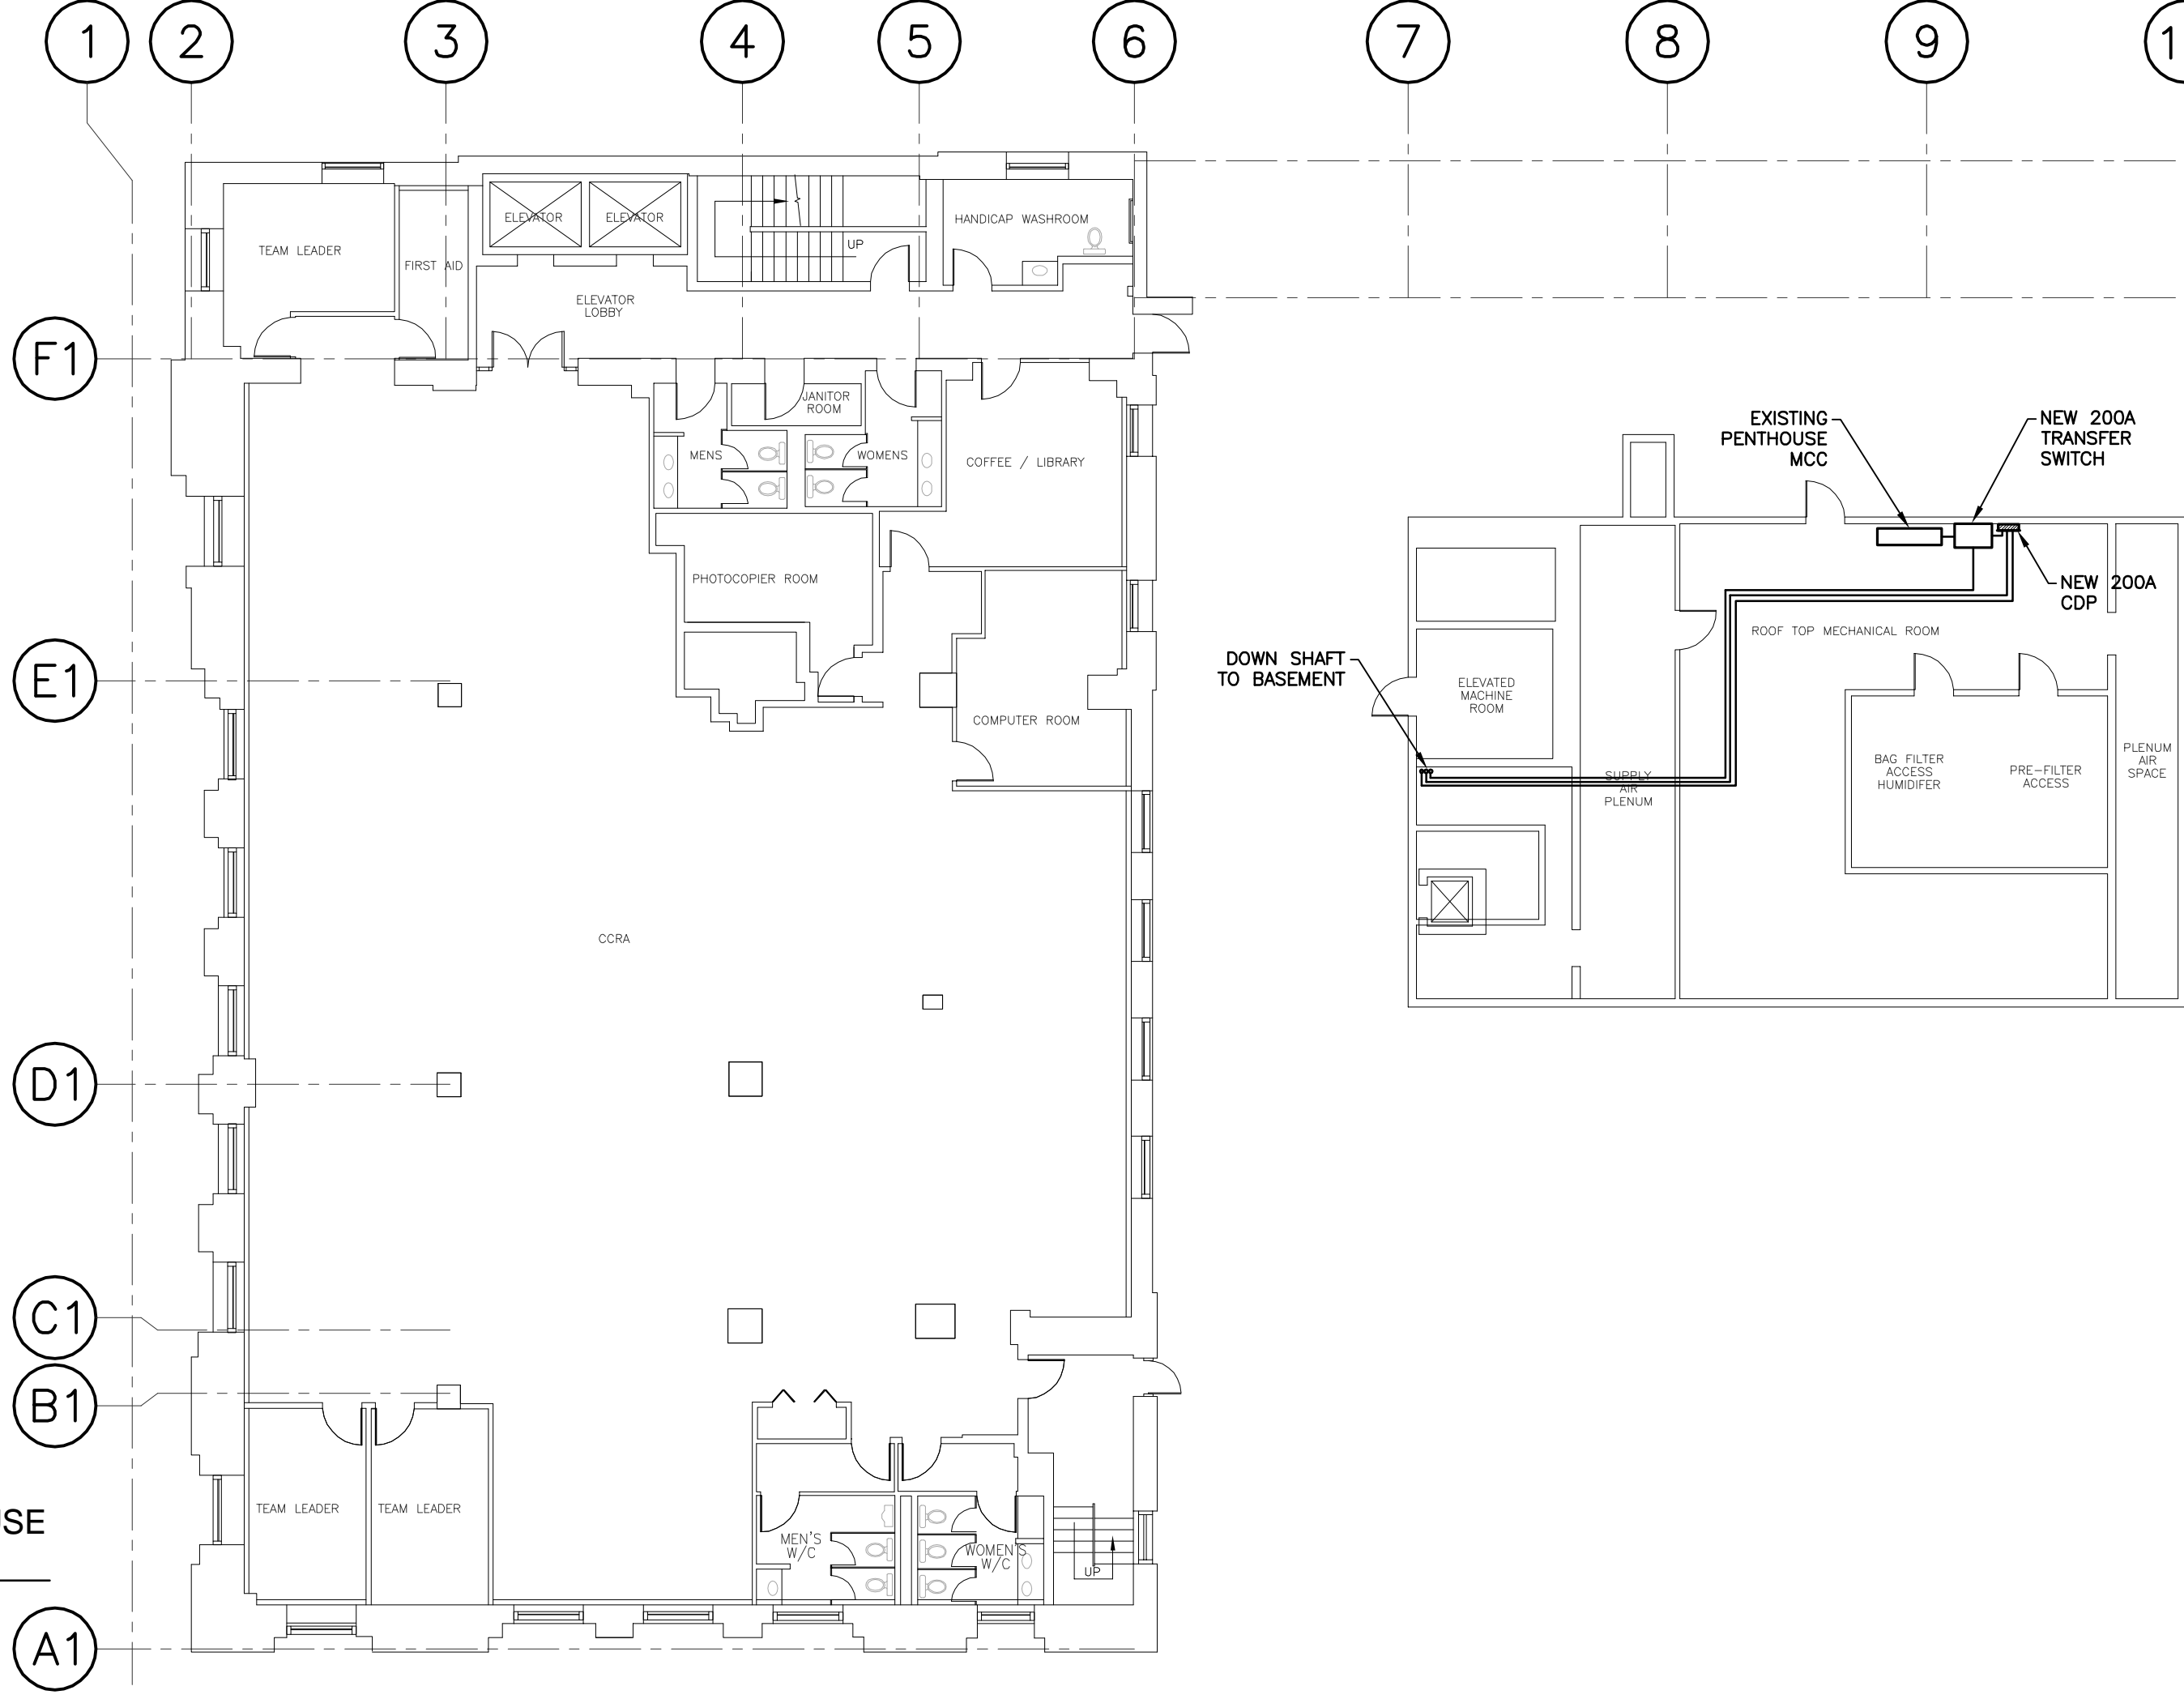 1
2
3
4
5
6
7
8
9
1
ELEVATOR
ELEVATOR
HANDICAP WASHROOM
UP
TEAM LEADER
FIRST AID
ELEVATOR
LOBBY
F1
JANITOR
ROOM
MENS
WOMENS
COFFEE / LIBRARY
EXISTING
PENTHOUSE
MCC
NEW 200A
TRANSFER
SWITCH
PHOTOCOPIER ROOM
NEW 200A
CDP
ROOF TOP MECHANICAL ROOM
E1
DOWN SHAFT
TO BASEMENT
ELEVATED
MACHINE
ROOM
COMPUTER ROOM
SUPPLY
AIR
PLENUM
BAG FILTER
ACCESS
HUMIDIFER
PRE-FILTER
ACCESS
PLENUM
AIR
SPACE
CCRA
D1
C1
B1
TEAM LEADER
TEAM LEADER
USE
MEN'S
W/C
WOMEN'S
W/C
UP
A1